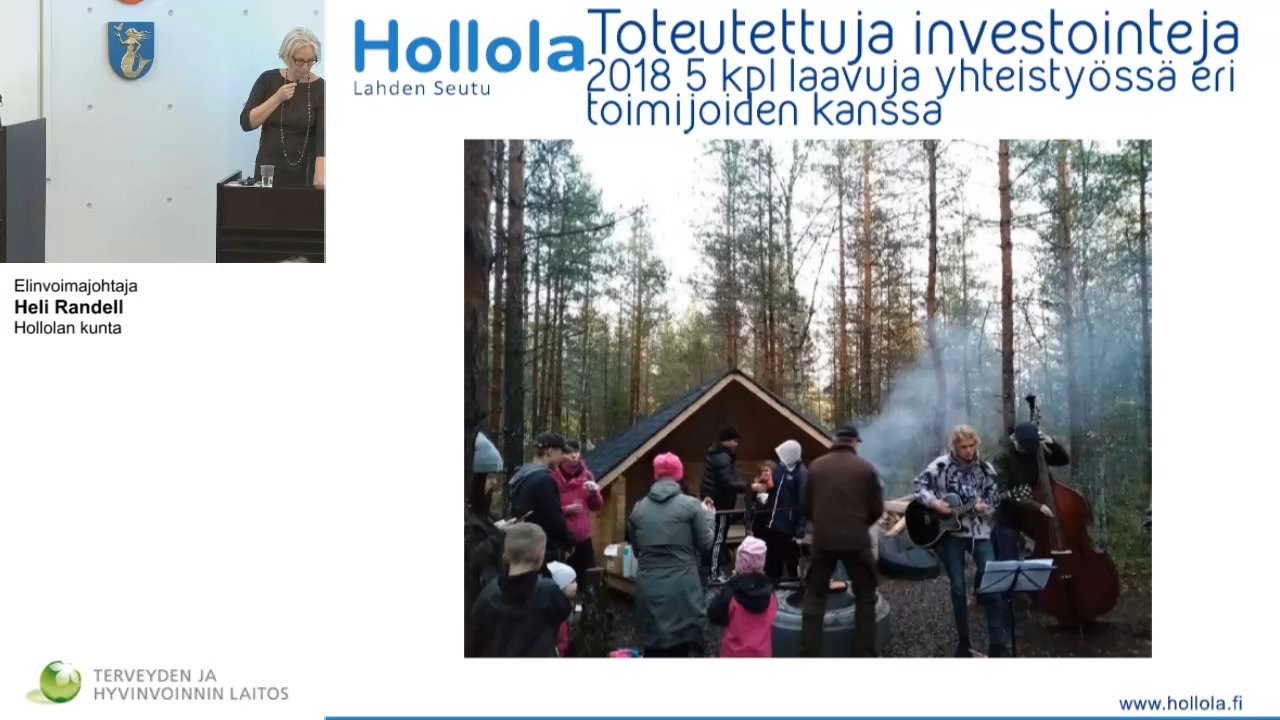 Hollola
Lahden Seutu
Toteutettuja investointeja
2018 5 kpl laavuja yhteistyössä eri
toimijoiden kanssa
Elinvoimajohtaja
Heli Randell
Hollolan kunta
TERVEYDEN JA
HYVINVOINNIN LAITOS
www.hollola.fi